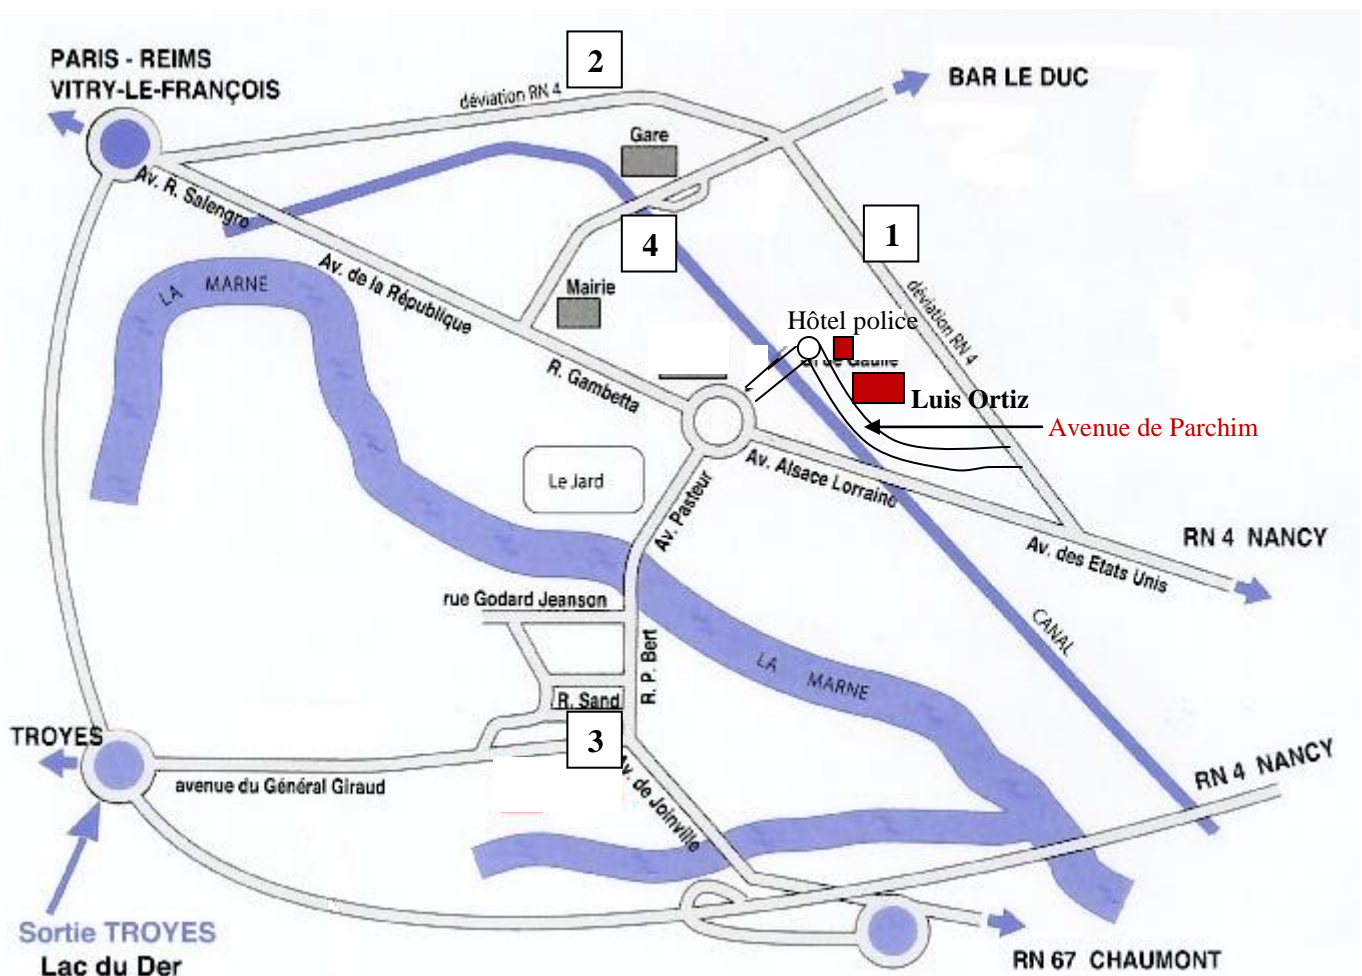 2
PARIS - REIMS
VITRY-LE-FRANÇOIS
BAR LE DUC
déviation RN 4
Gare
Av. R. Salengro
4
1
Av. de la République
LA MARNE
Mairie
déviation RN 4
Hôtel police
de Gaulle
R. Gambetta
Luis Ortiz
Avenue de Parchim
Le Jard
Av. Pasteur
Av. Alsace Lorraine
RN 4 NANCY
Av. des Etats Unis
rue Godard Jeanson
CANAL
R. P. Bert
LA MARNE
R. Sand
3
TROYES
avenue du Général Giraud
Av. de Joinville
RN 4 NANCY
Sortie TROYES
Lac du Der
RN 67 CHAUMONT